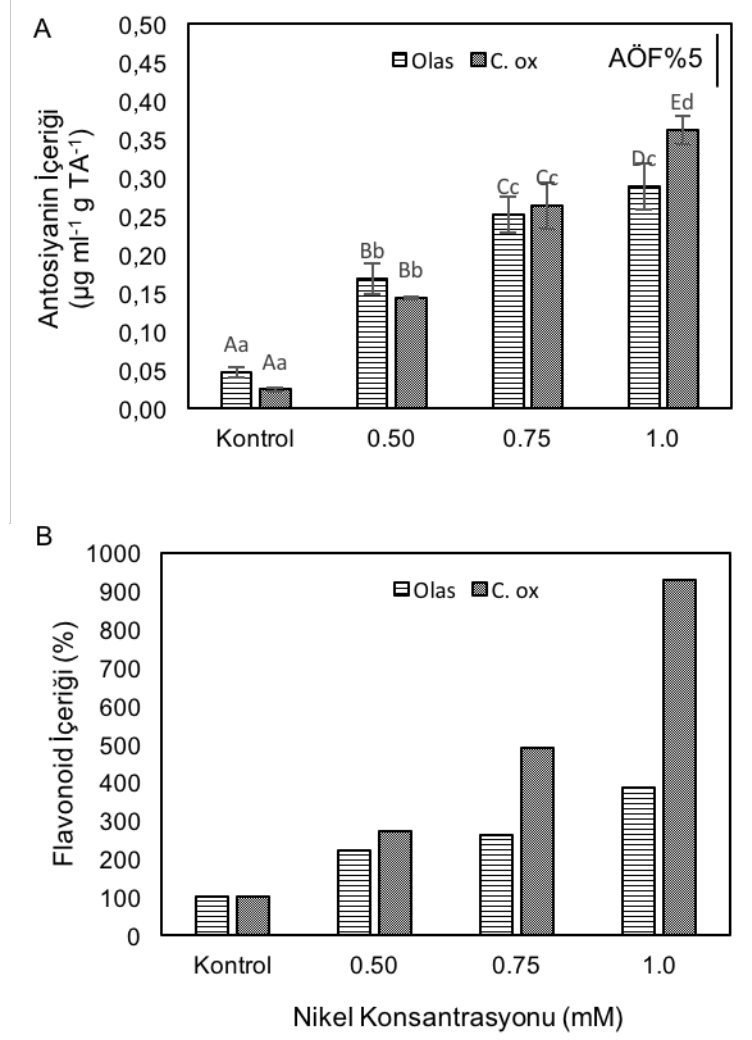 A
Antosiyanin İçeriği
(µg ml-1 g TA-1)
0,50
0,45
0,40
0,35
0,30
0,25
0,20
0,15
0,10
0,05
0,00
Olas C. ox
AÖF%5
Aa Aa Bb Bb Cc Cc Dc Ed
Kontrol 0.50 0.75 1.0
B
Flavonoid İçeriği (%)
1000
900
800
700
600
500
400
300
200
100
0
Olas C. ox
Kontrol 0.50 0.75 1.0
Nikel Konsantrasyonu (mM)